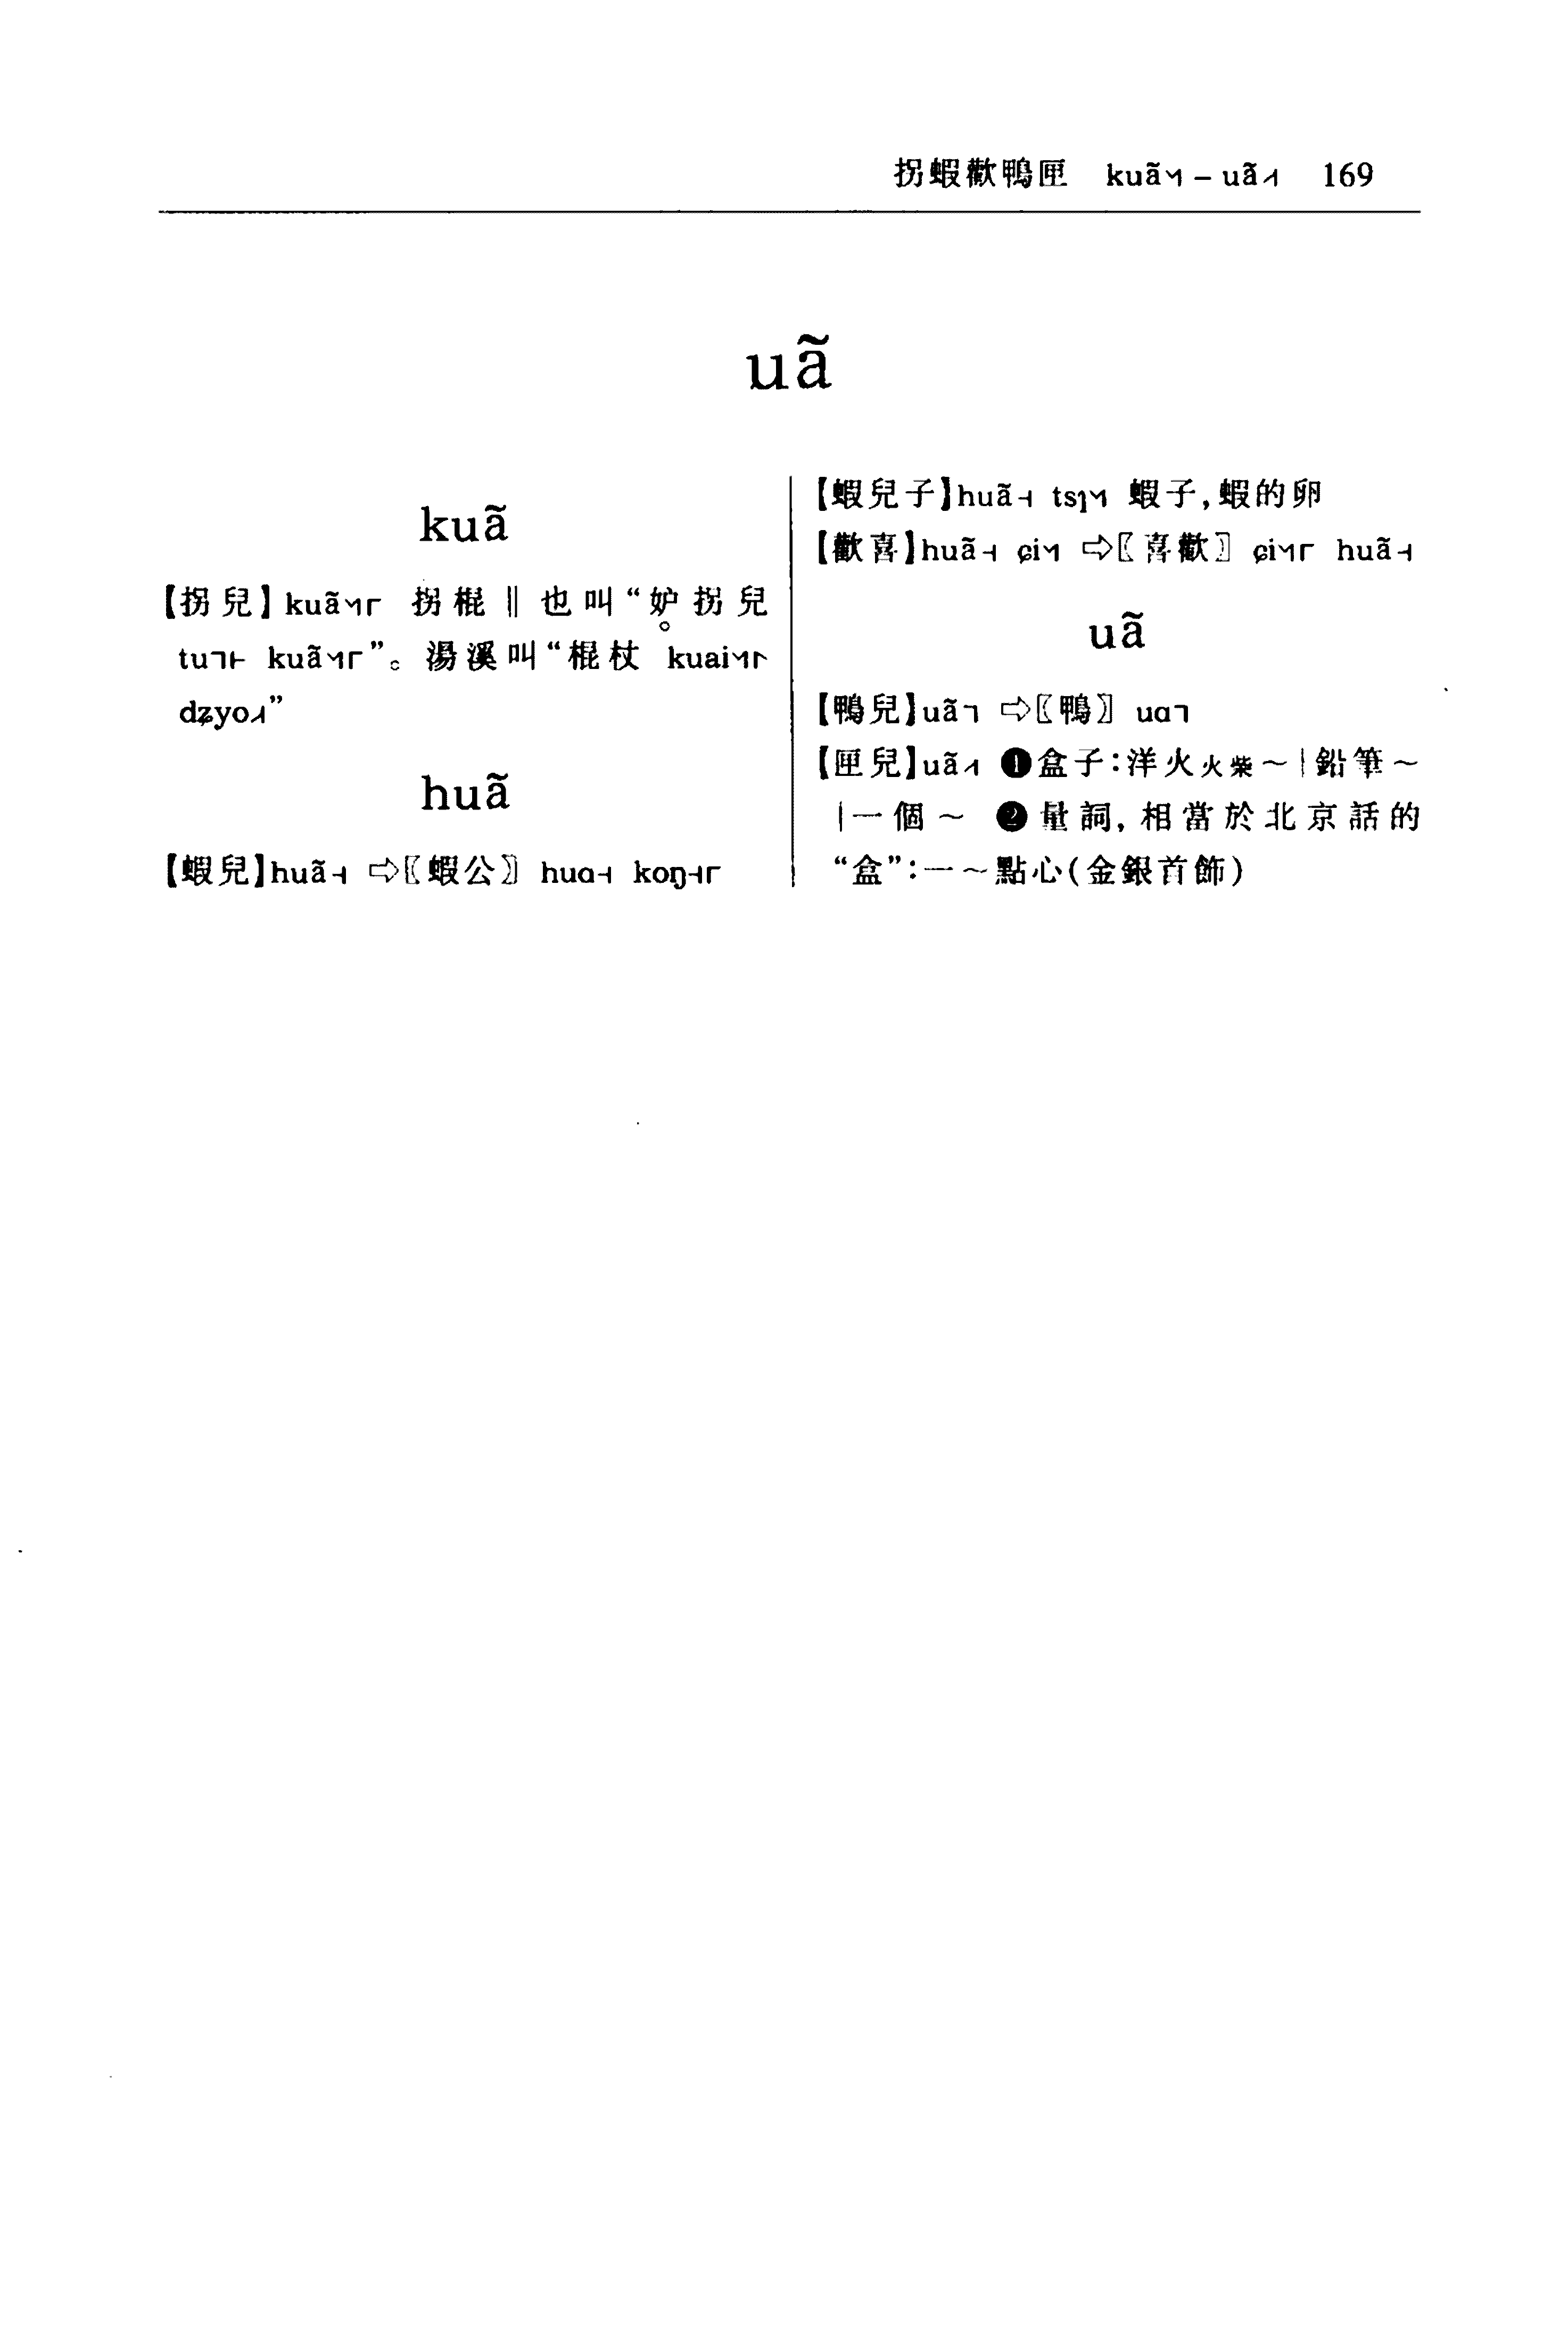 拐蝦歡鴨匣 kuã˥˧˥ – uã˩˦ 169
uã
kuã
【拐兒】kuã˥˧˥꜒꜒ 拐棍‖也叫“妒拐兒
tu˥꜔꜔ kuã˥˧˥꜒꜒”。湯溪叫“棍杖 kuai˥˧˥꜒꜓
dʑyo˩˩˧”
huã
【蝦兒】huã˧˧˦ ⇨〖蝦公〗 huɑ˧˧˦ koŋ˧˧˦꜒꜒
【蝦兒子】huã˧˧˦ tsɿ˥˧˥ 蝦子,蝦的卵
【歡喜】huã˧˧˦ ɕi˥˧˥ ⇨〖喜歡〗 ɕi˥˧˥꜒꜒ huã˧˧˦
uã
【鴨兒】uã˥ ⇨〖鴨〗 uɑ˥
【匣兒】uã˩˦ ❶盒子:洋火火柴～|鉛筆～
|一個～ ❷量詞,相當於北京話的
“盒”:一～點心(金銀首飾)